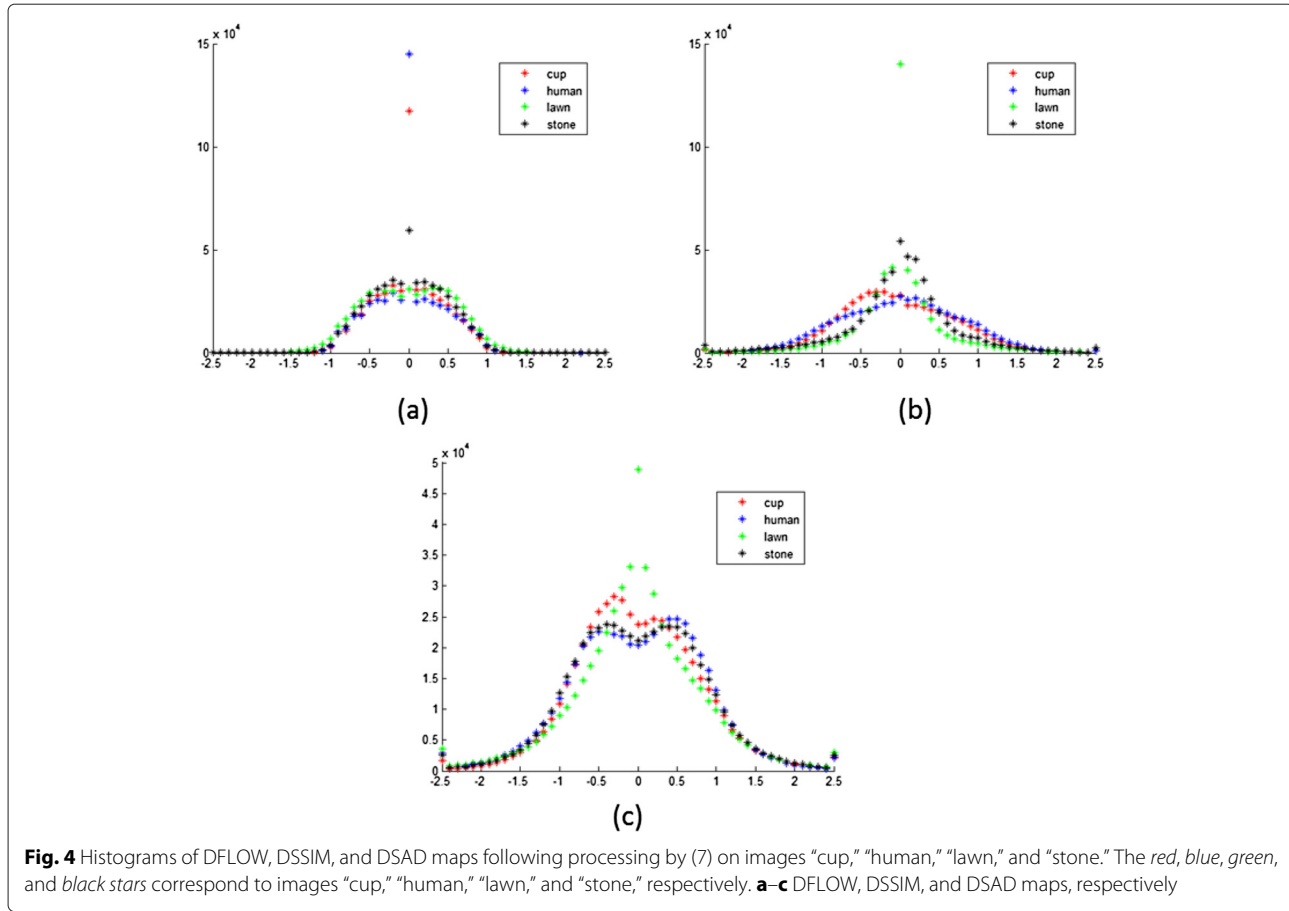 x 10⁴
15
10
5
0
-2.5 -2 -1.5 -1 -0.5 0 0.5 1 1.5 2 2.5
cup
human
lawn
stone
(a)
x 10⁴
15
10
5
0
-2.5 -2 -1.5 -1 -0.5 0 0.5 1 1.5 2 2.5
cup
human
lawn
stone
(b)
x 10⁴
5
4.5
4
3.5
3
2.5
2
1.5
1
0.5
0
-2.5 -2 -1.5 -1 -0.5 0 0.5 1 1.5 2 2.5
cup
human
lawn
stone
(c)
Fig. 4 Histograms of DFLOW, DSSIM, and DSAD maps following processing by (7) on images “cup,” “human,” “lawn,” and “stone.” The red, blue, green,
and black stars correspond to images “cup,” “human,” “lawn,” and “stone,” respectively. a–c DFLOW, DSSIM, and DSAD maps, respectively